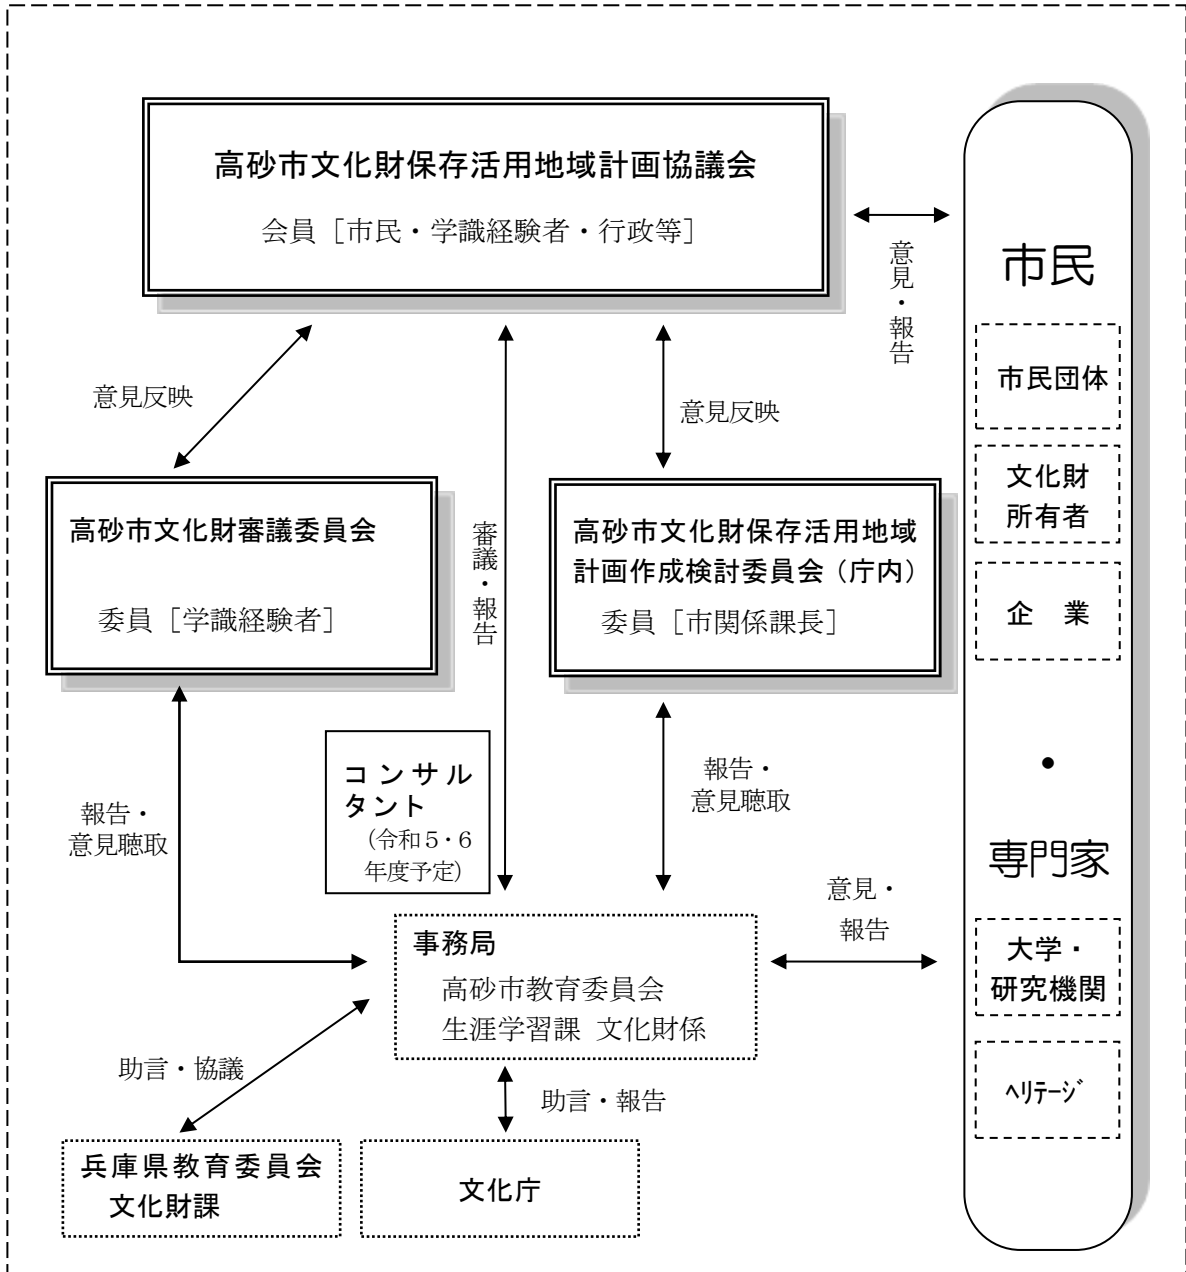 高砂市文化財保存活用地域計画協議会
会員［市民・学識経験者・行政等］
意見・報告
意見反映
意見反映
高砂市文化財審議委員会
委員［学識経験者］
審議・報告
高砂市文化財保存活用地域
計画作成検討委員会（庁内）
委員［市関係課長］
コンサル
タント
（令和５・６
年度予定）
報告・
意見聴取
報告・
意見聴取
意見・
報告
事務局
高砂市教育委員会
生涯学習課 文化財係
助言・協議
助言・報告
兵庫県教育委員会
文化財課
文化庁
市民
市民団体
文化財
所有者
企　業
・
専門家
大学・
研究機関
ﾍﾘﾃｰｼﾞ